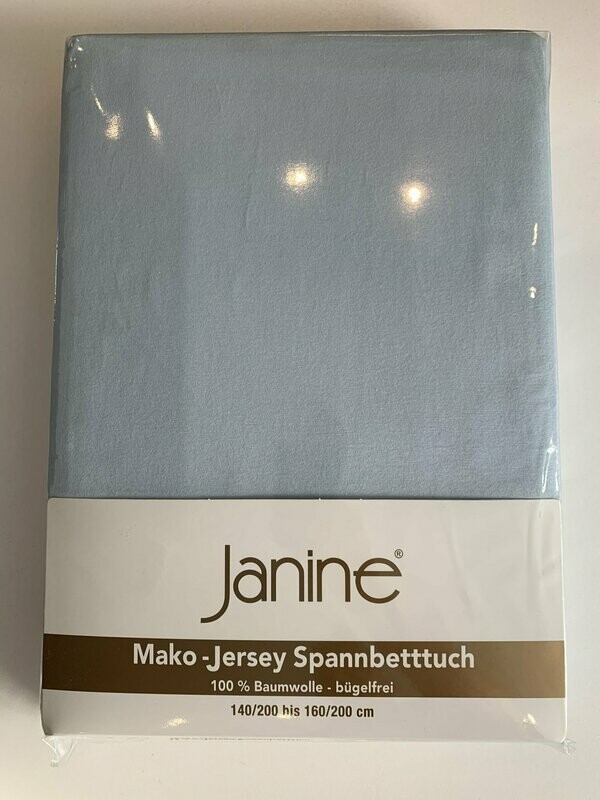 Janine®
Mako-Jersey Spannbetttuch
100 % Baumwolle - bügelfrei
140/200 bis 160/200 cm